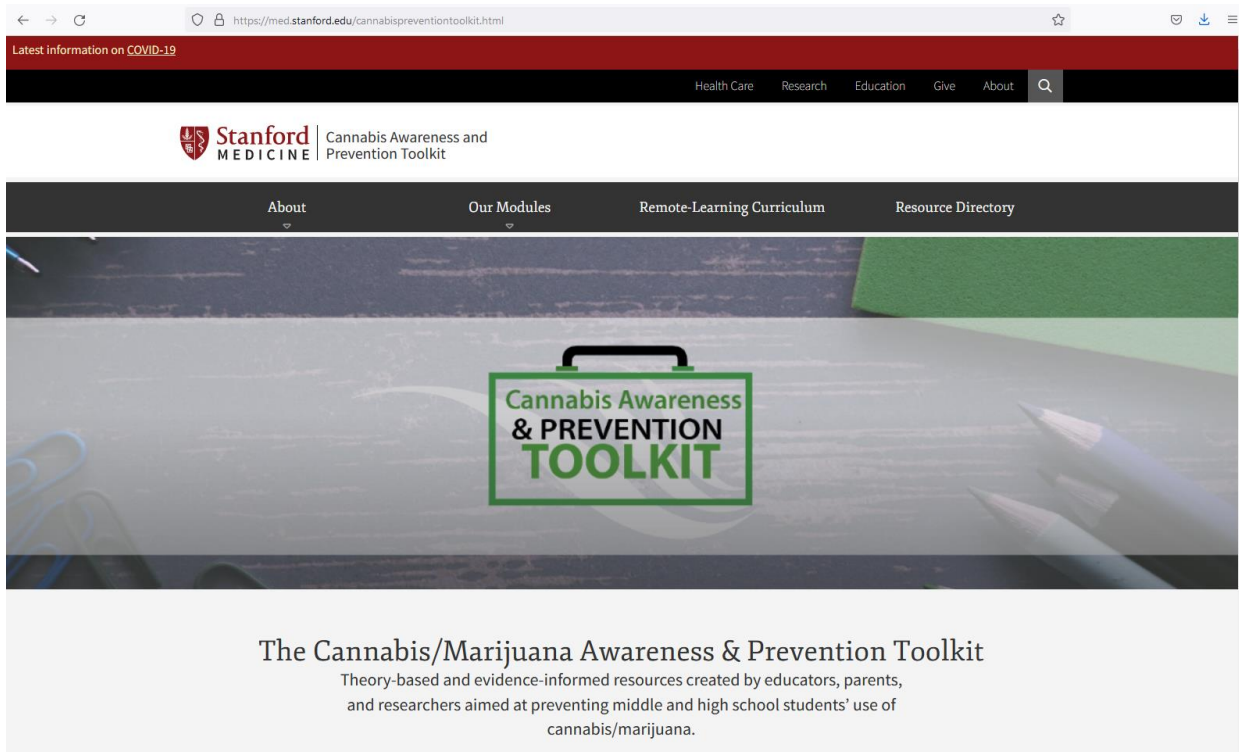 https://med.stanford.edu/cannabispreventiontoolkit.html
Latest information on COVID-19
Health Care Research Education Give About
Stanford
MEDICINE
Cannabis Awareness and
Prevention Toolkit
About Our Modules Remote-Learning Curriculum Resource Directory
Cannabis Awareness
& PREVENTION
TOOLKIT
The Cannabis/Marijuana Awareness & Prevention Toolkit
Theory-based and evidence-informed resources created by educators, parents,
and researchers aimed at preventing middle and high school students’ use of
cannabis/marijuana.